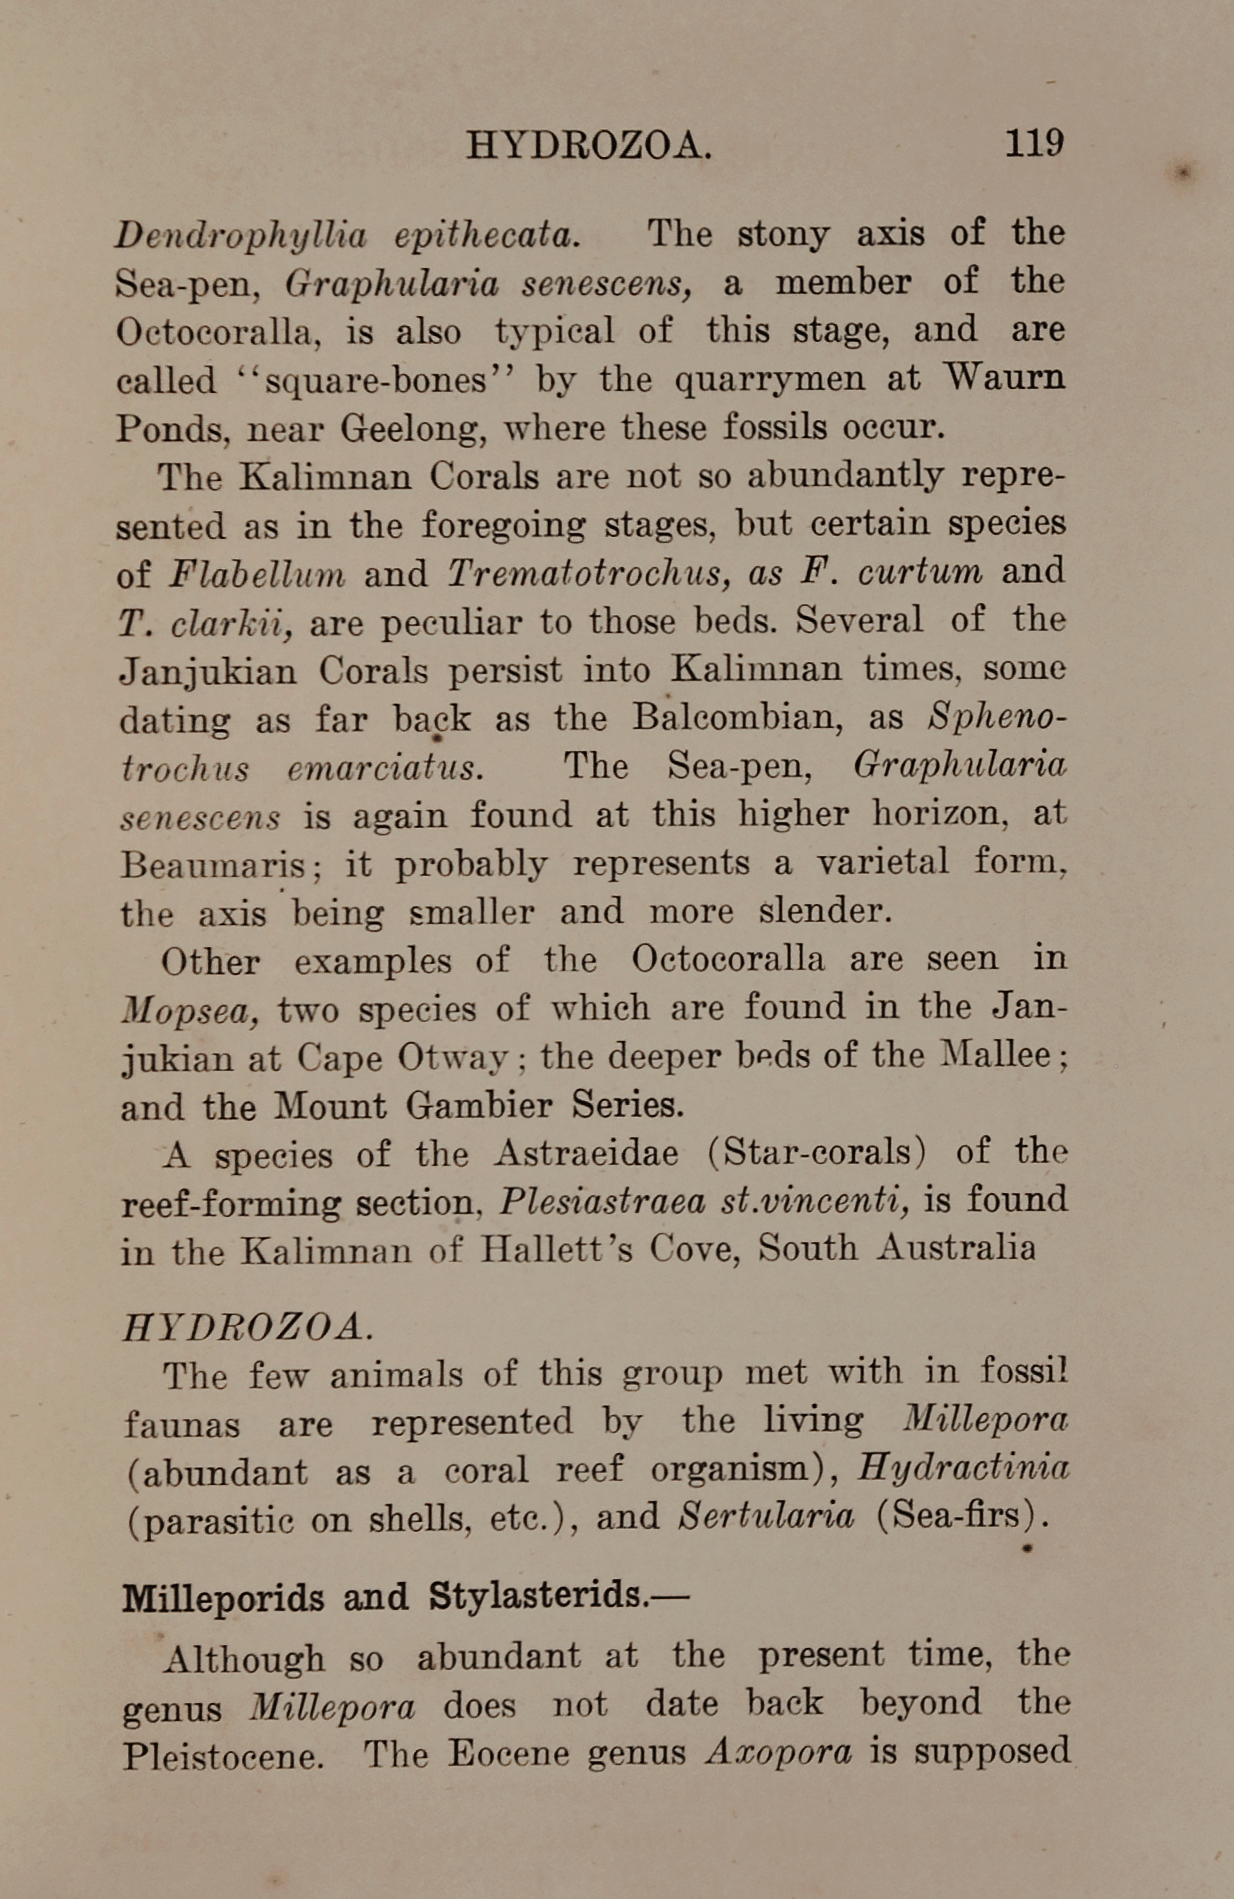 HYDROZOA. 119
Dendrophyllia epithecata. The stony axis of the
Sea-pen, Graphularia senescens, a member of the
Octocoralla, is also typical of this stage, and are
called ‘‘square-bones’’ by the quarrymen at Waurn
Ponds, near Geelong, where these fossils occur.
The Kalimnan Corals are not so abundantly repre-
sented as in the foregoing stages, but certain species
of Flabellum and Trematotrochus, as F. curtum and
T. clarkii, are peculiar to those beds. Several of the
Janjukian Corals persist into Kalimnan times, some
dating as far back as the Balcombian, as Spheno-
trochus emarciatus. The Sea-pen, Graphularia
senescens is again found at this higher horizon, at
Beaumaris; it probably represents a varietal form,
the axis being smaller and more slender.
Other examples of the Octocoralla are seen in
Mopsea, two species of which are found in the Jan-
jukian at Cape Otway; the deeper beds of the Mallee;
and the Mount Gambier Series.
A species of the Astraeidae (Star-corals) of the
reef-forming section, Plesiastraea st.vincenti, is found
in the Kalimnan of Hallett’s Cove, South Australia
HYDROZOA.
The few animals of this group met with in fossil
faunas are represented by the living Millepora
(abundant as a coral reef organism), Hydractinia
(parasitic on shells, etc.), and Sertularia (Sea-firs).
Milleporids and Stylasterids.—
Although so abundant at the present time, the
genus Millepora does not date back beyond the
Pleistocene. The Eocene genus Axopora is supposed